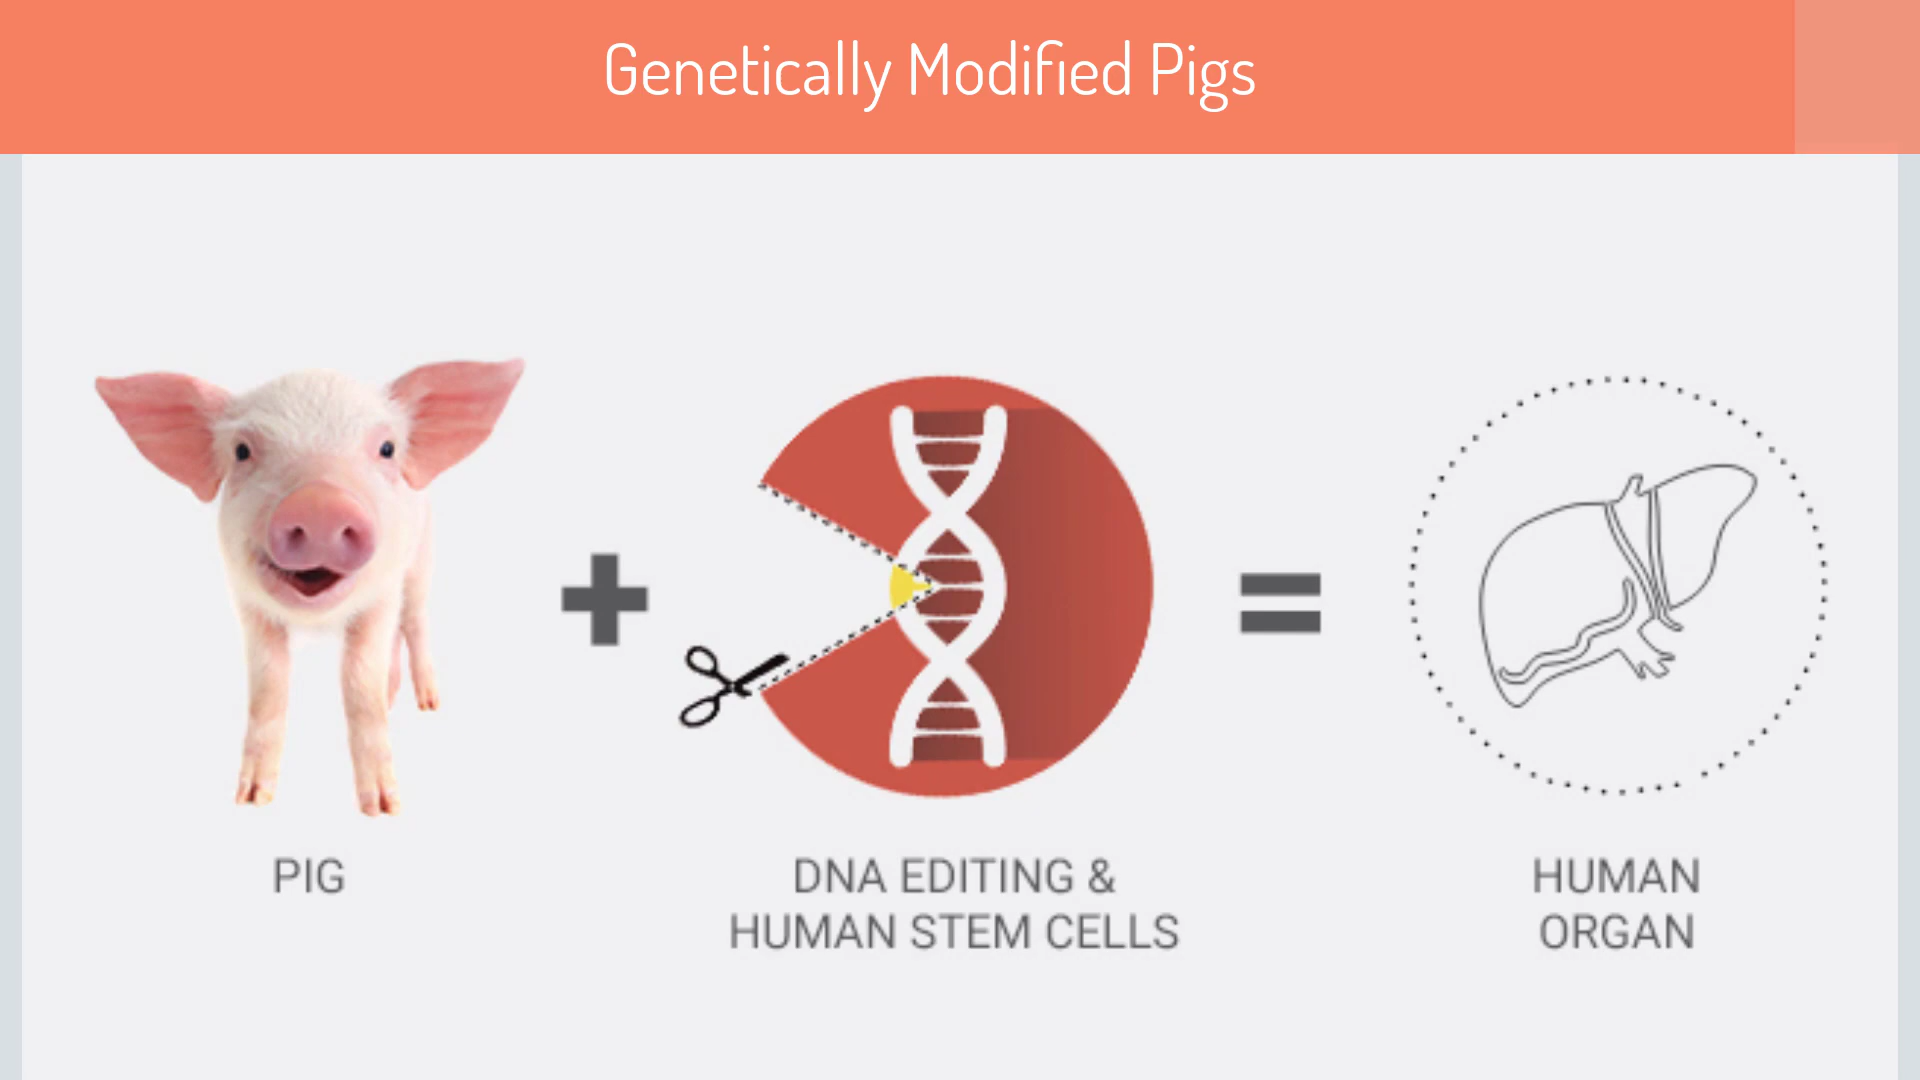 Genetically Modified Pigs
PIG
DNA EDITING &
HUMAN STEM CELLS
HUMAN
ORGAN